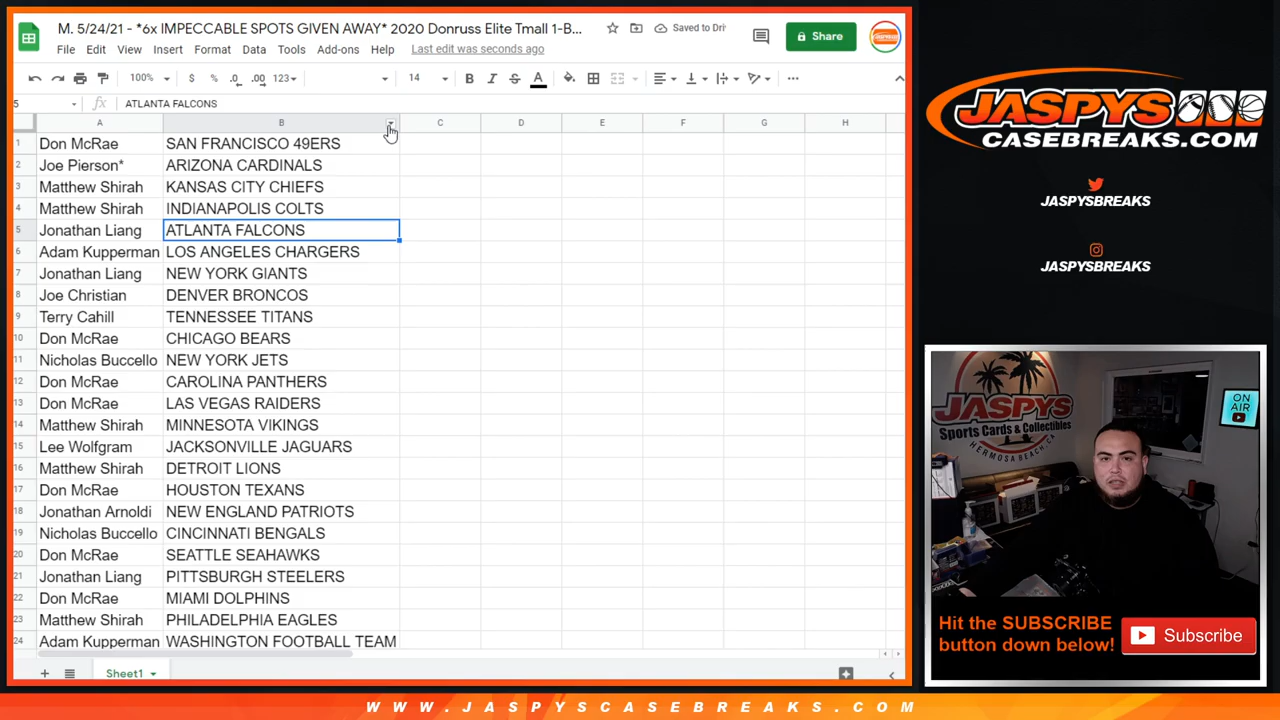 M. 5/24/21 - *6x IMPECCABLE SPOTS GIVEN AWAY* 2020 Donruss Elite Tmall 1-B...
Saved to Dri
Share
File Edit View Insert Format Data Tools Add-ons Help Last edit was seconds ago
100% $ % .0 .00 123 14 B I S A
5 fx ATLANTA FALCONS
A B C D E F G H
1 Don McRae SAN FRANCISCO 49ERS
2 Joe Pierson* ARIZONA CARDINALS
3 Matthew Shirah KANSAS CITY CHIEFS
4 Matthew Shirah INDIANAPOLIS COLTS
5 Jonathan Liang ATLANTA FALCONS
6 Adam Kupperman LOS ANGELES CHARGERS
7 Jonathan Liang NEW YORK GIANTS
8 Joe Christian DENVER BRONCOS
9 Terry Cahill TENNESSEE TITANS
10 Don McRae CHICAGO BEARS
11 Nicholas Buccello NEW YORK JETS
12 Don McRae CAROLINA PANTHERS
13 Don McRae LAS VEGAS RAIDERS
14 Matthew Shirah MINNESOTA VIKINGS
15 Lee Wolfgram JACKSONVILLE JAGUARS
16 Matthew Shirah DETROIT LIONS
17 Don McRae HOUSTON TEXANS
18 Jonathan Arnoldi NEW ENGLAND PATRIOTS
19 Nicholas Buccello CINCINNATI BENGALS
20 Don McRae SEATTLE SEAHAWKS
21 Jonathan Liang PITTSBURGH STEELERS
22 Don McRae MIAMI DOLPHINS
23 Matthew Shirah PHILADELPHIA EAGLES
24 Adam Kupperman WASHINGTON FOOTBALL TEAM
Sheet1
JASPYS
CASEBREAKS.COM
JASPYSBREAKS
JASPYSBREAKS
JASPYS
Sports Cards & Collectibles
HERMOSA BEACH, CA
ON
AIR
Hit the SUBSCRIBE
button down below!
Subscribe
WWW.JASPYSCASEBREAKS.COM